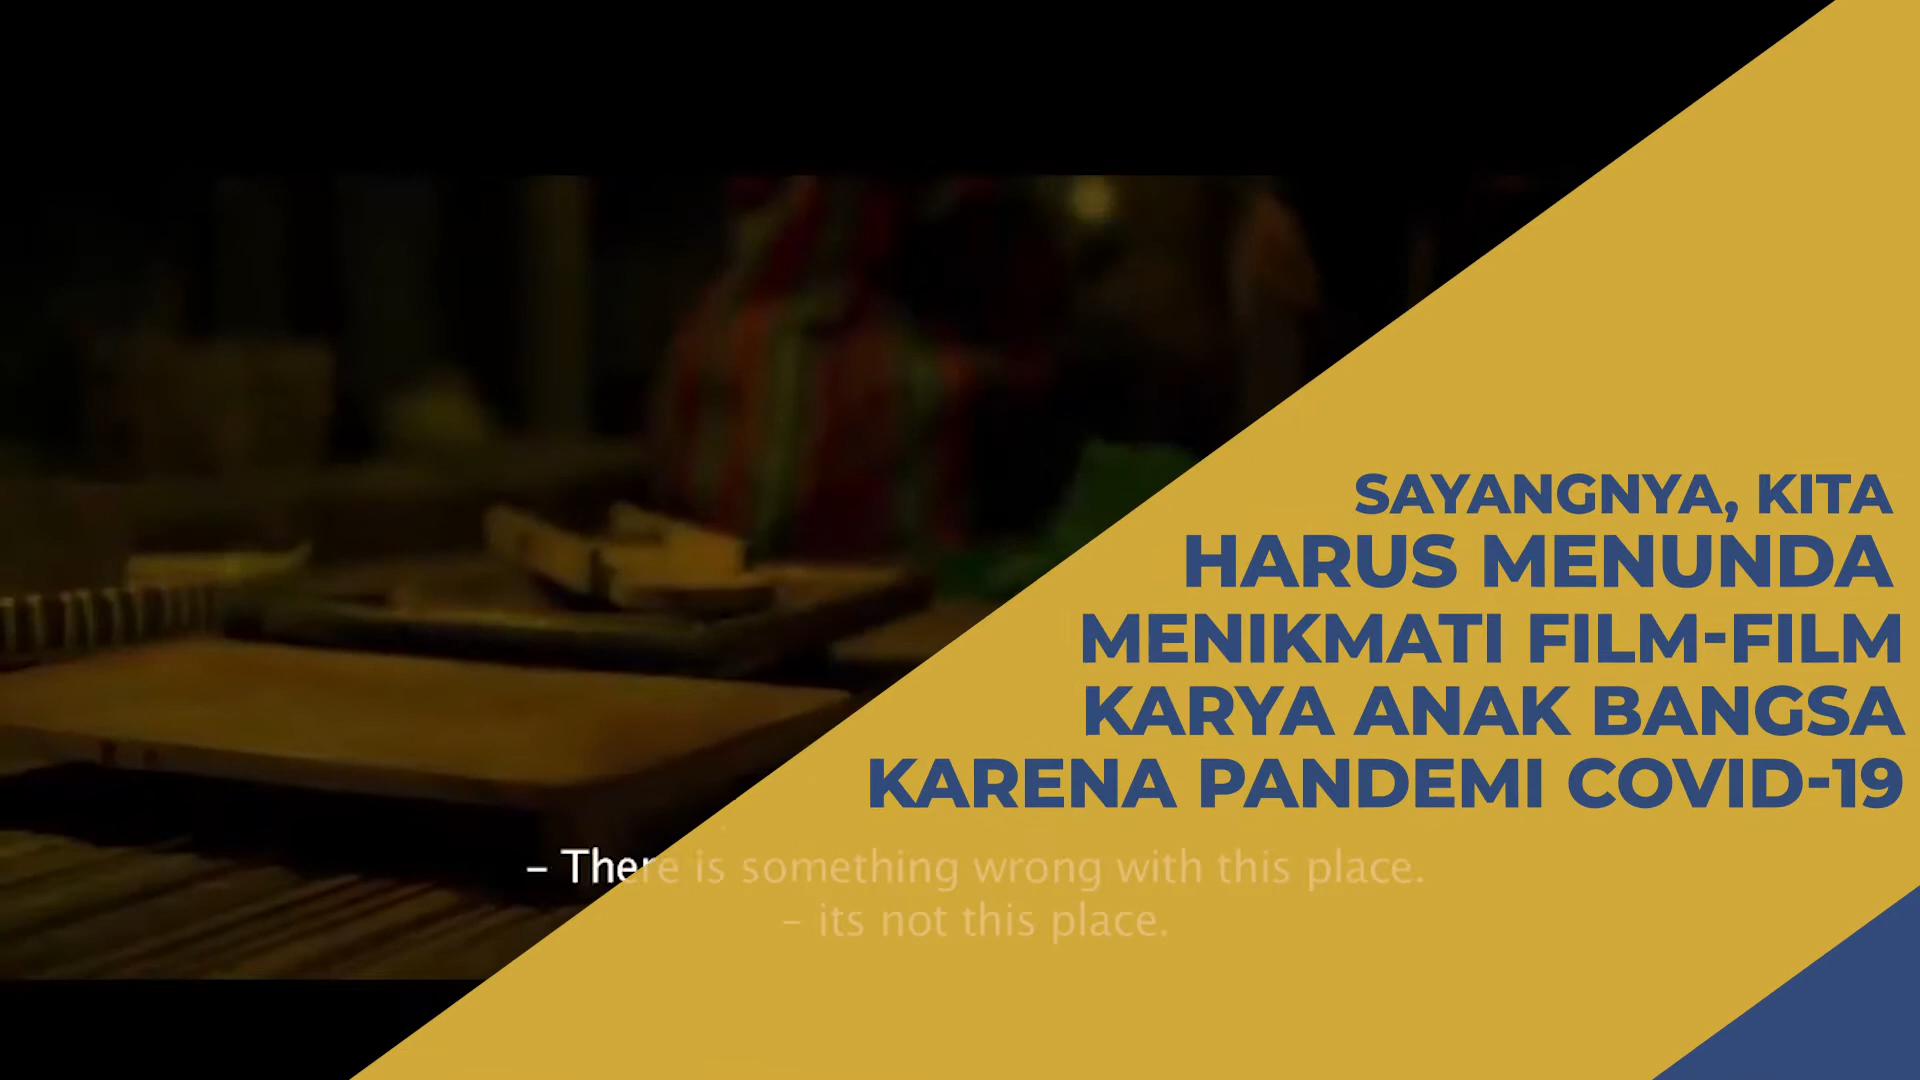 SAYANGNYA, KITA
HARUS MENUNDA
MENIKMATI FILM-FILM
KARYA ANAK BANGSA
KARENA PANDEMI COVID-19
– There is something wrong with this place.
– its not this place.